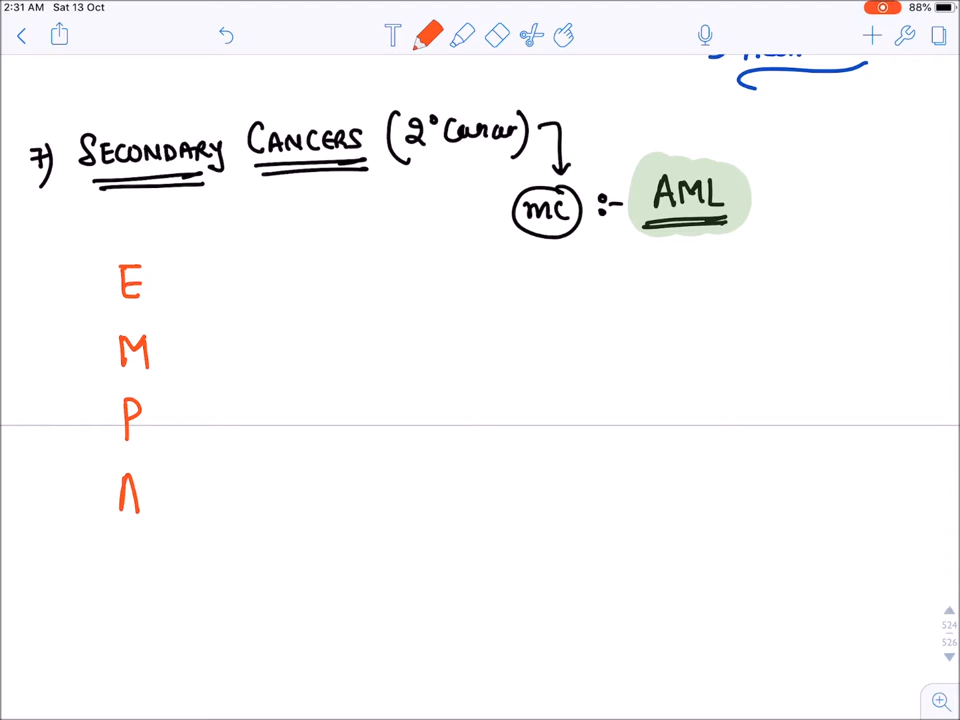 2:31 AM Sat 13 Oct 88%
T
7) SECONDARY CANCERS (2° Cancer)
MC :- AML
E
M
P
Λ
524
526